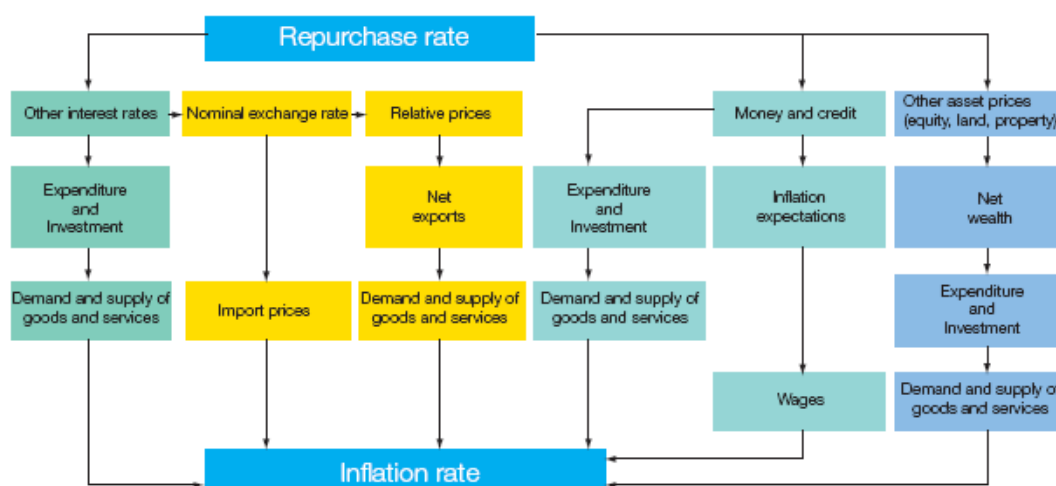 Repurchase rate
Other interest rates
Nominal exchange rate
Relative prices
Money and credit
Other asset prices
(equity, land, property)
Expenditure
and
Investment
Net
exports
Expenditure
and
Investment
Inflation
expectations
Net
wealth
Demand and supply of
goods and services
Import prices
Demand and supply of
goods and services
Demand and supply of
goods and services
Expenditure
and
Investment
Wages
Demand and supply of
goods and services
Inflation rate